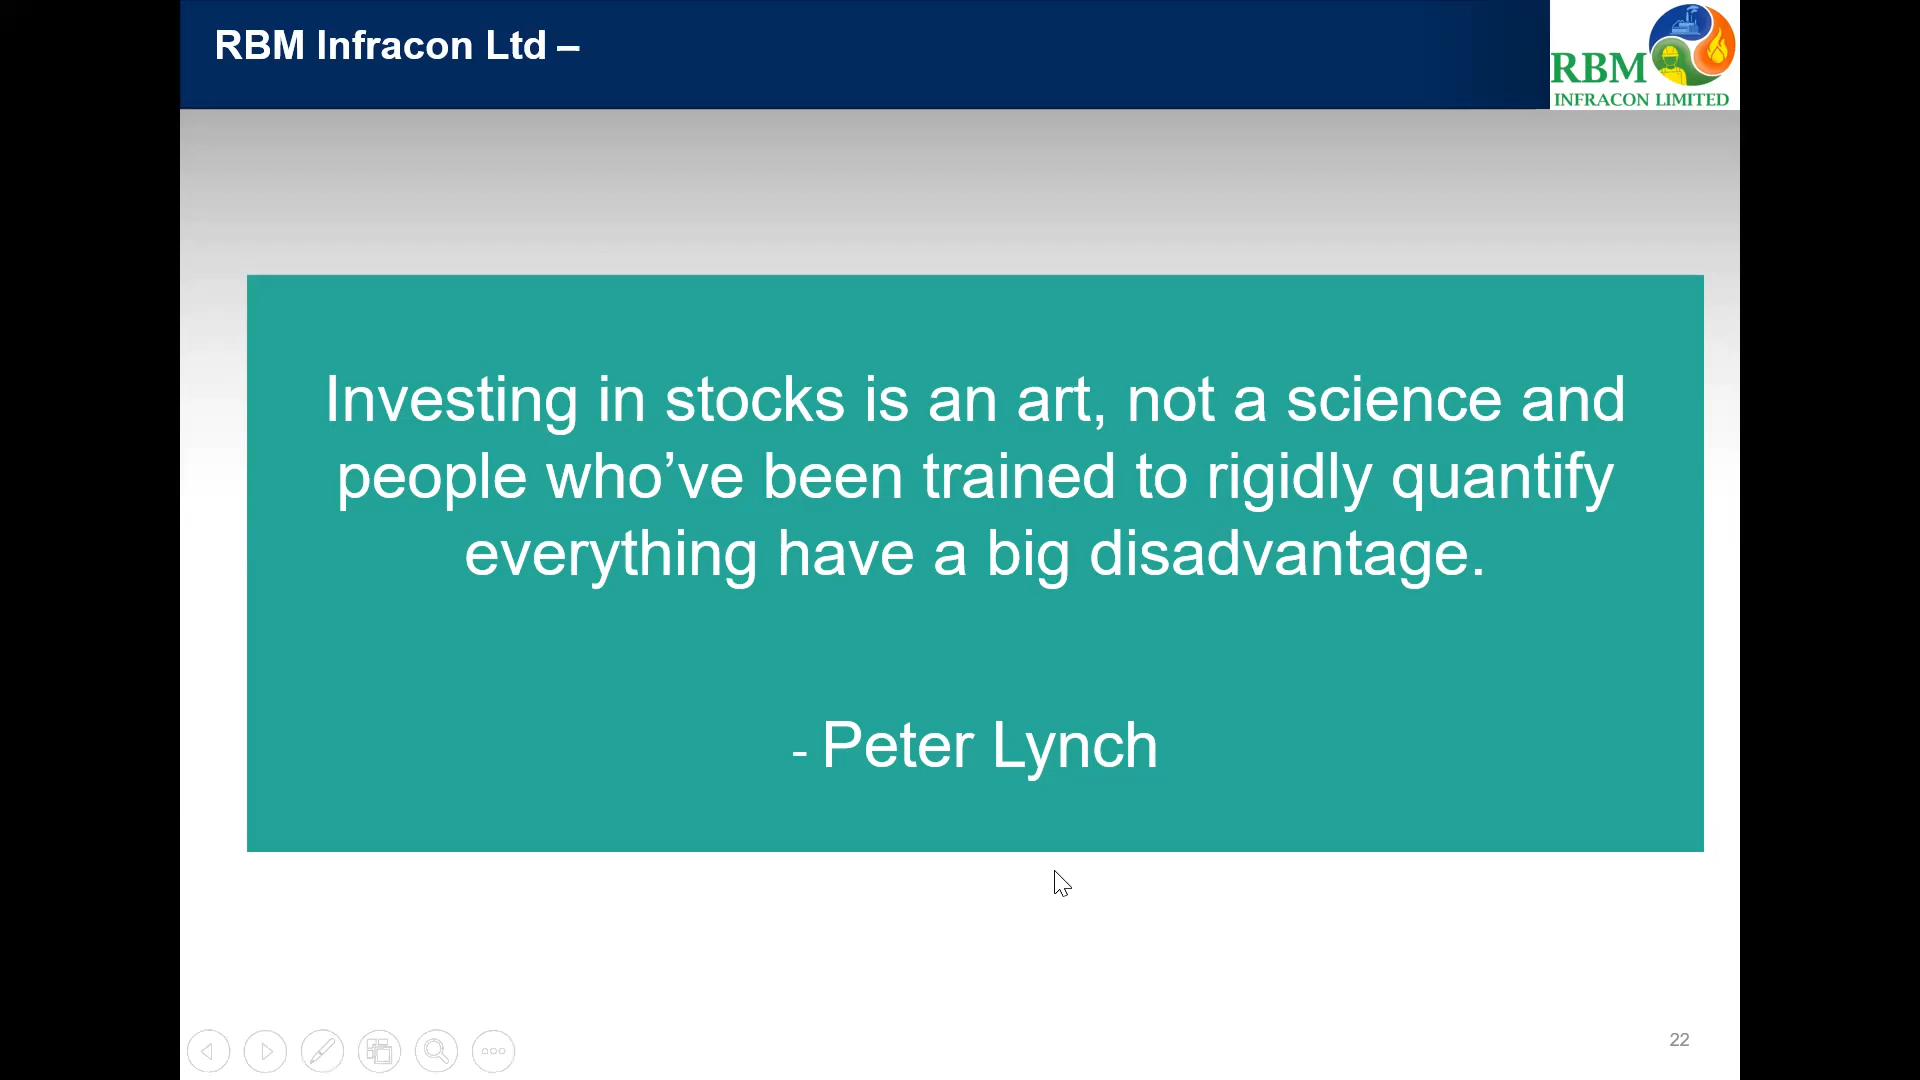 RBM Infracon Ltd –
RBM
INFRACON LIMITED
Investing in stocks is an art, not a science and
people who’ve been trained to rigidly quantify
everything have a big disadvantage.
- Peter Lynch
22